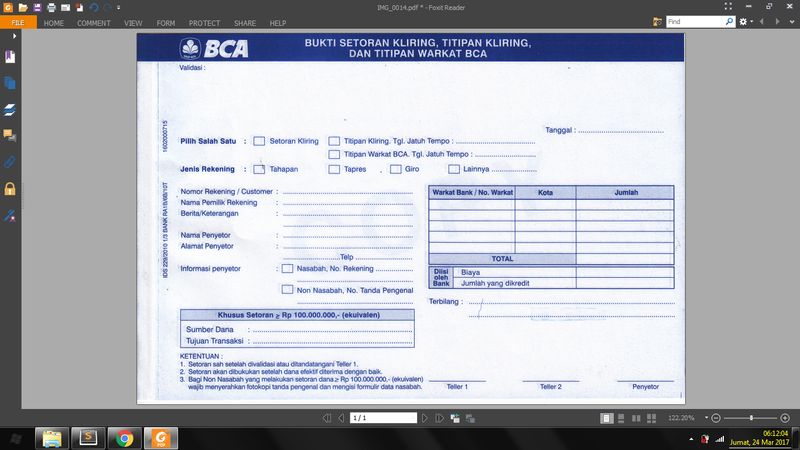 IMG_0014.pdf * - Foxit Reader
FILE HOME COMMENT VIEW FORM PROTECT SHARE HELP
Find
BCA
BUKTI SETORAN KLIRING, TITIPAN KLIRING,
DAN TITIPAN WARKAT BCA
Validasi :
Tanggal :
Pilih Salah Satu : Setoran Kliring Titipan Kliring. Tgl. Jatuh Tempo :
Titipan Warkat BCA. Tgl. Jatuh Tempo :
Jenis Rekening : Tahapan Tapres Giro Lainnya
1602000715
IDS 229/2010 1/3 BANK RA1B/MB/10T
Nomor Rekening / Customer :
Nama Pemilik Rekening :
Berita/Keterangan :
Nama Penyetor :
Alamat Penyetor :
Telp
Informasi penyetor : Nasabah, No. Rekening
Non Nasabah, No. Tanda Pengenal
Warkat Bank / No. Warkat Kota Jumlah
TOTAL
Diisi oleh Bank
Biaya
Jumlah yang dikredit
Terbilang :
Khusus Setoran ≥ Rp 100.000.000,- (ekuivalen)
Sumber Dana :
Tujuan Transaksi :
KETENTUAN :
1. Setoran sah setelah divalidasi atau ditandatangani Teller 1.
2. Setoran akan dibukukan setelah dana efektif diterima dengan baik.
3. Bagi Non Nasabah yang melakukan setoran dana ≥ Rp 100.000.000,- (ekuivalen)
wajib menyerahkan fotokopi tanda pengenal dan mengisi formulir data nasabah.
Teller 1 Teller 2 Penyetor
1 / 1
122.20%
06:12:04
Jumat, 24 Mar 2017